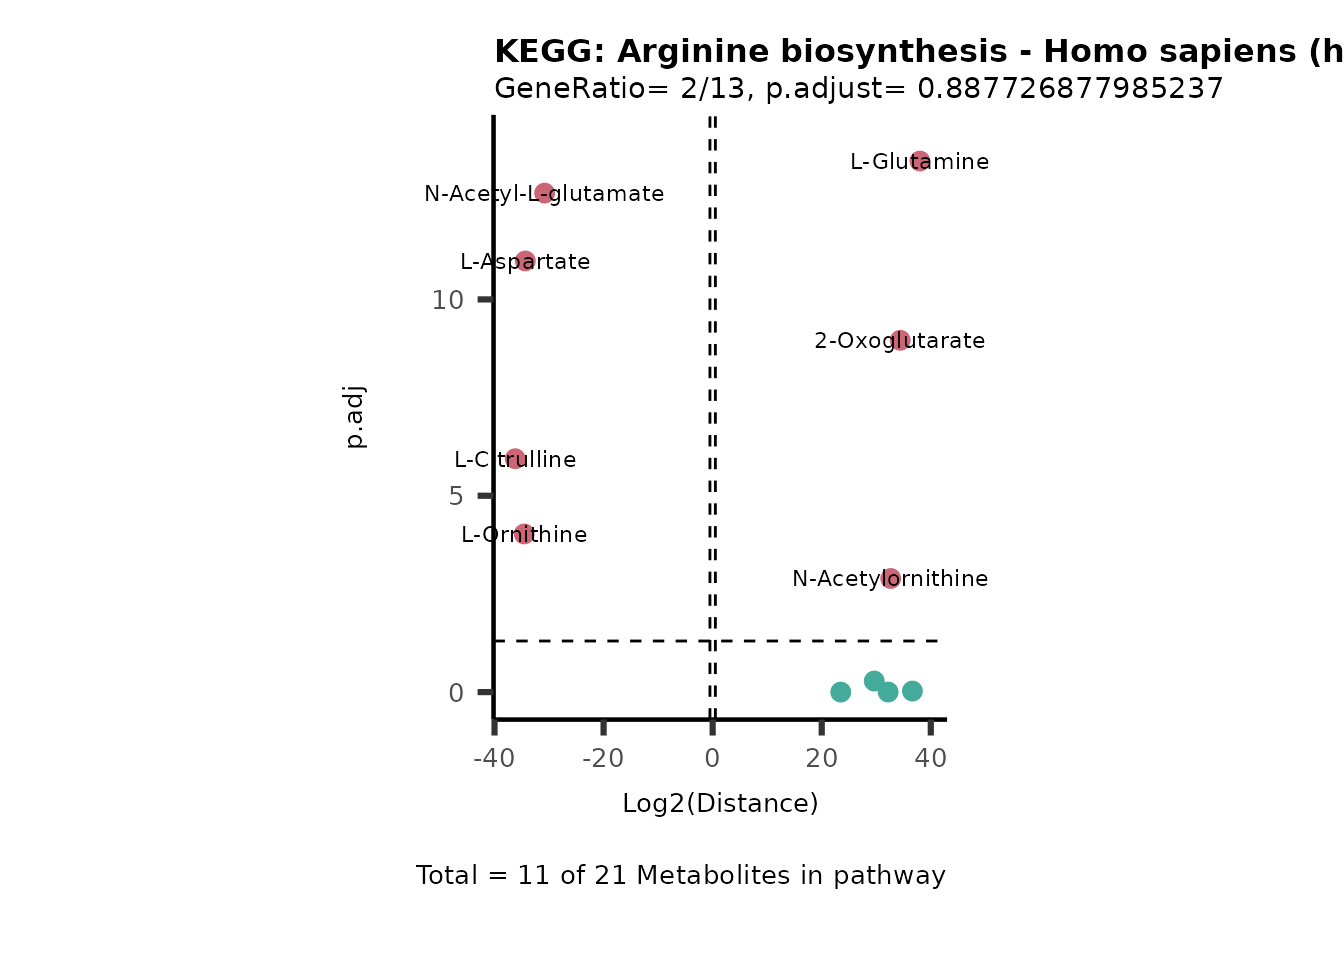 KEGG: Arginine biosynthesis - Homo sapiens (h
GeneRatio= 2/13, p.adjust= 0.887726877985237
L-Glutamine
N-Acetyl-L-glutamate
L-Aspartate
10
2-Oxoglutarate
p.adj
L-Citrulline
5
L-Ornithine
N-Acetylornithine
0
-40 -20 0 20 40
Log2(Distance)
Total = 11 of 21 Metabolites in pathway